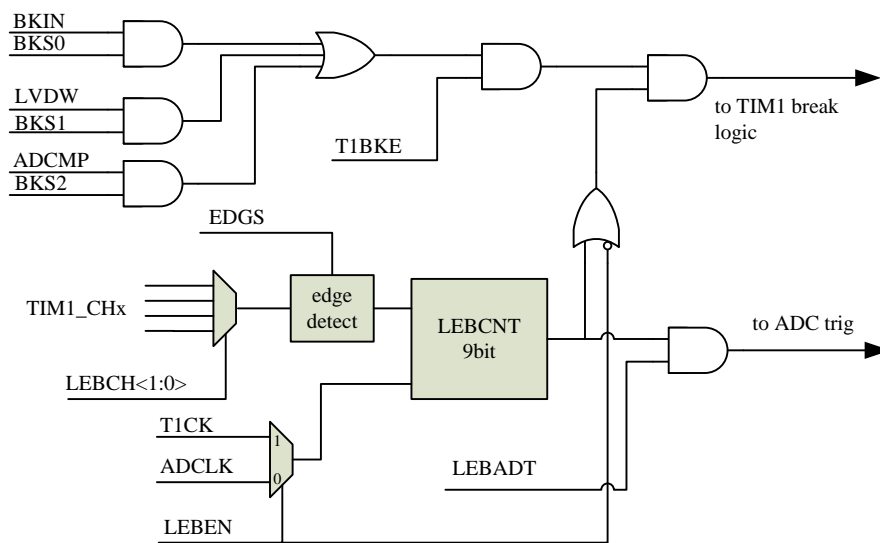 BKIN
BKS0
LVDW
BKS1
ADCMP
BKS2
T1BKE
to TIM1 break
logic
EDGS
TIM1_CHx
edge
detect
LEBCNT
9bit
to ADC trig
LEBCH<1:0>
T1CK
1
ADCLK
0
LEBADT
LEBEN